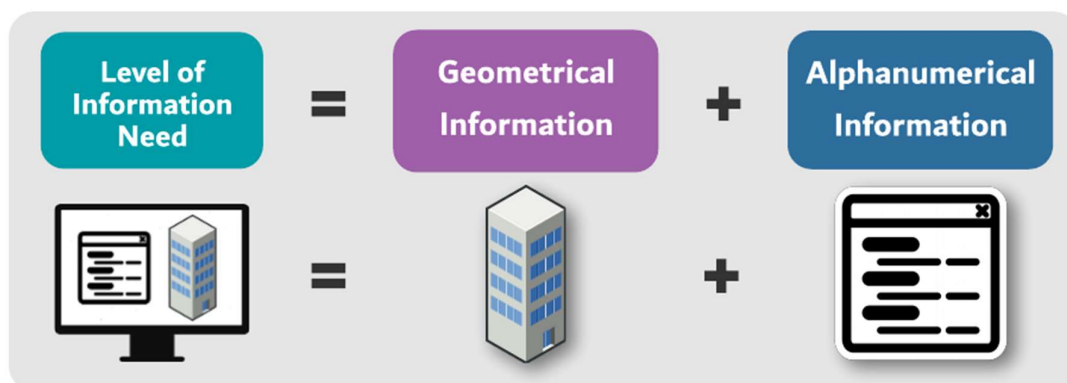 Level of
Information
Need
=
Geometrical
Information
+
Alphanumerical
Information
=
+